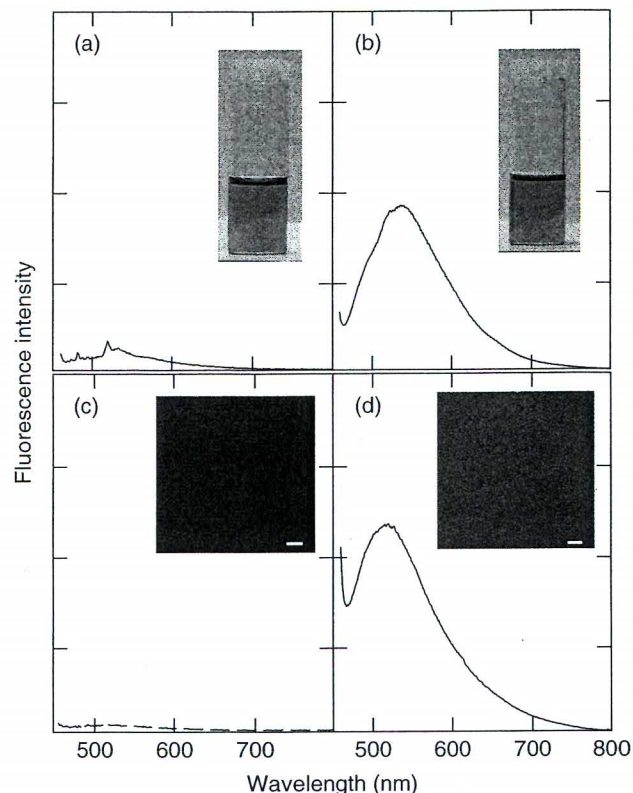 (a)
(b)
Fluorescence intensity
(c)
(d)
500 600 700 500 600 700 800
Wavelength (nm)